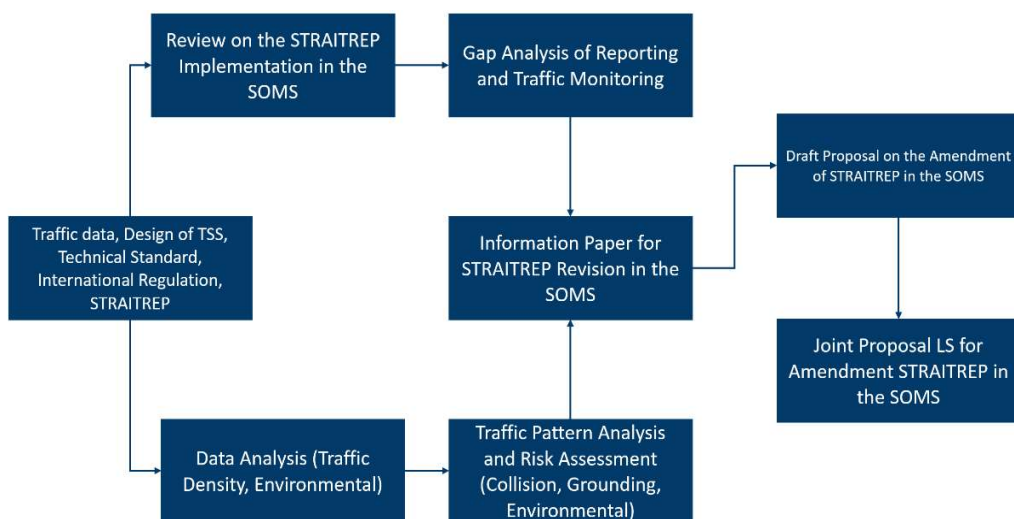 Review on the STRAITREP
Implementation in the
SOMS
Gap Analysis of Reporting
and Traffic Monitoring
Draft Proposal on the Amendment
of STRAITREP in the SOMS
Traffic data, Design of TSS,
Technical Standard,
International Regulation,
STRAITREP
Information Paper for
STRAITREP Revision in the
SOMS
Joint Proposal LS for
Amendment STRAITREP in
the SOMS
Data Analysis (Traffic
Density, Environmental)
Traffic Pattern Analysis
and Risk Assessment
(Collision, Grounding,
Environmental)